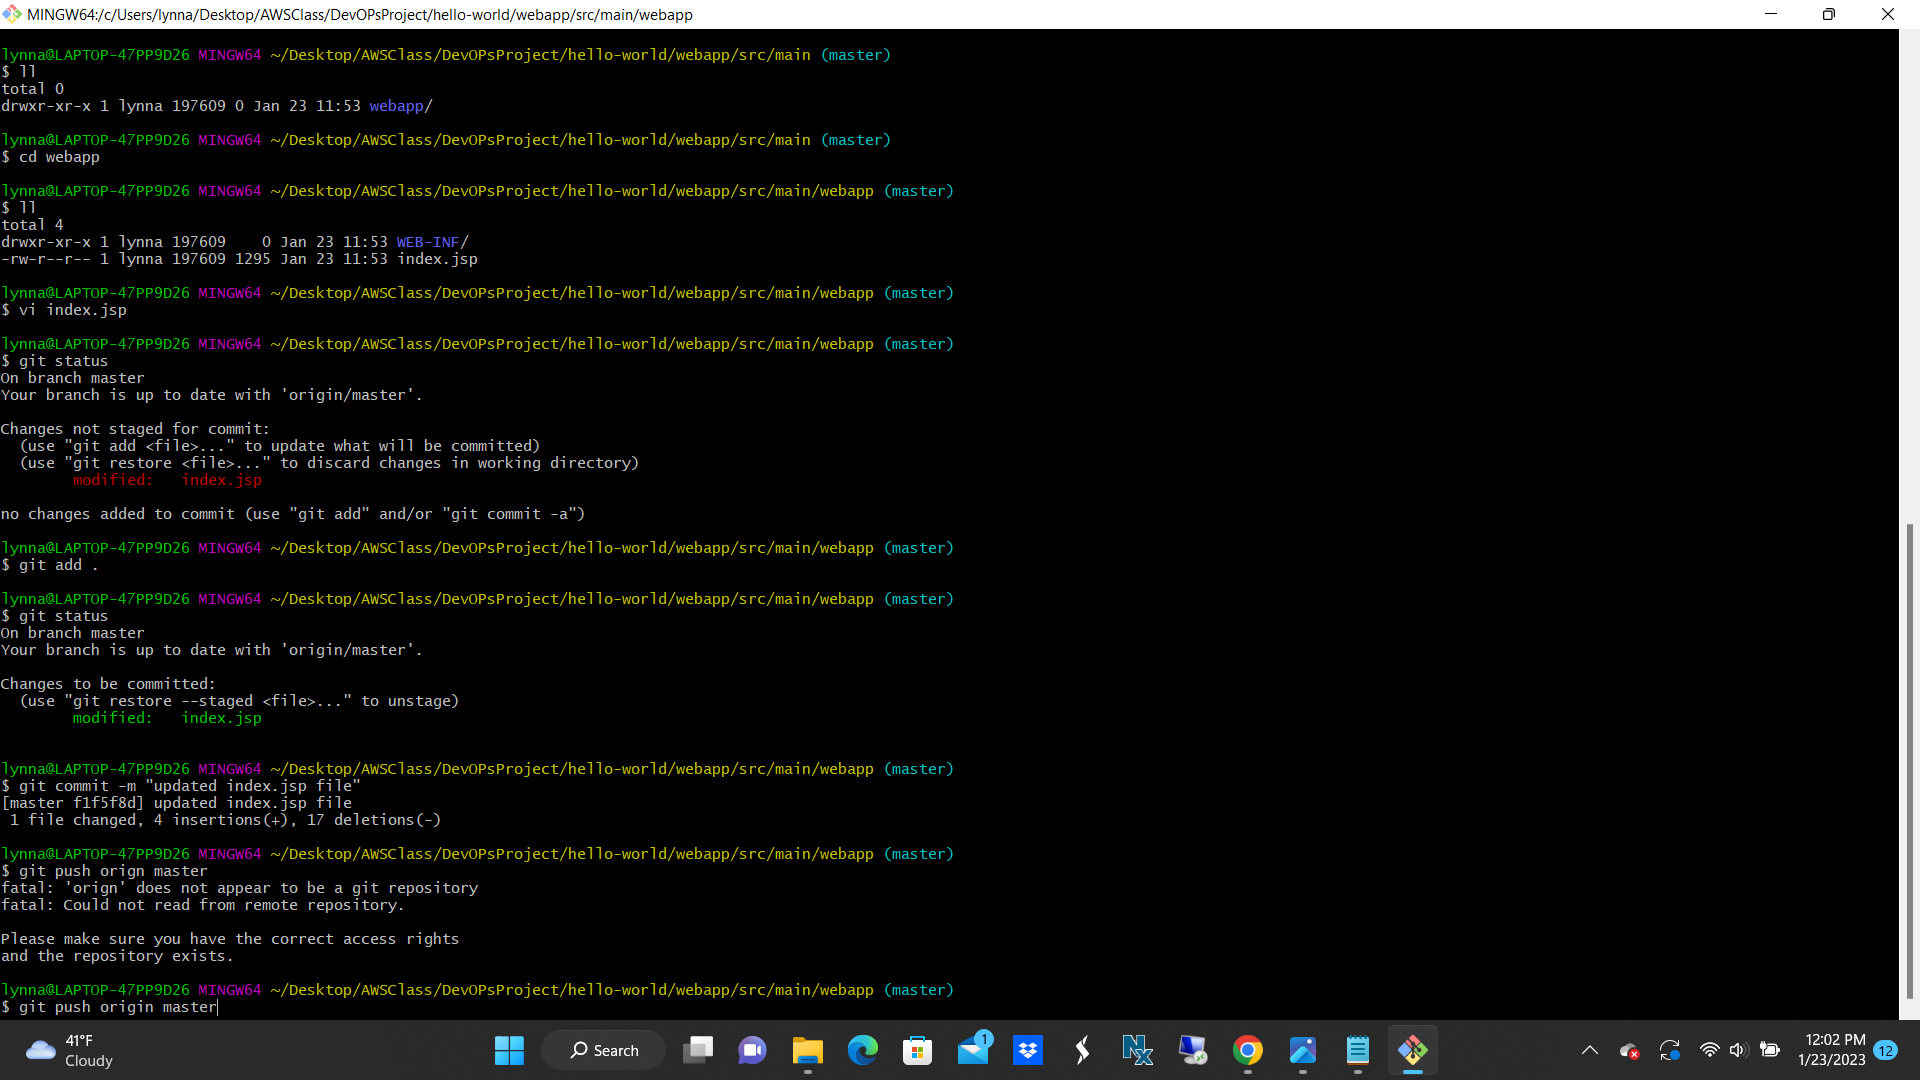 MINGW64:/c/Users/lynna/Desktop/AWSClass/DevOPsProject/hello-world/webapp/src/main/webapp
lynna@LAPTOP-47PP9D26 MINGW64 ~/Desktop/AWSClass/DevOPsProject/hello-world/webapp/src/main (master)
$ ll
total 0
drwxr-xr-x 1 lynna 197609 0 Jan 23 11:53 webapp/
lynna@LAPTOP-47PP9D26 MINGW64 ~/Desktop/AWSClass/DevOPsProject/hello-world/webapp/src/main (master)
$ cd webapp
lynna@LAPTOP-47PP9D26 MINGW64 ~/Desktop/AWSClass/DevOPsProject/hello-world/webapp/src/main/webapp (master)
$ ll
total 4
drwxr-xr-x 1 lynna 197609    0 Jan 23 11:53 WEB-INF/
-rw-r--r-- 1 lynna 197609 1295 Jan 23 11:53 index.jsp
lynna@LAPTOP-47PP9D26 MINGW64 ~/Desktop/AWSClass/DevOPsProject/hello-world/webapp/src/main/webapp (master)
$ vi index.jsp
lynna@LAPTOP-47PP9D26 MINGW64 ~/Desktop/AWSClass/DevOPsProject/hello-world/webapp/src/main/webapp (master)
$ git status
On branch master
Your branch is up to date with 'origin/master'.
Changes not staged for commit:
  (use "git add <file>..." to update what will be committed)
  (use "git restore <file>..." to discard changes in working directory)
        modified:   index.jsp
no changes added to commit (use "git add" and/or "git commit -a")
lynna@LAPTOP-47PP9D26 MINGW64 ~/Desktop/AWSClass/DevOPsProject/hello-world/webapp/src/main/webapp (master)
$ git add .
lynna@LAPTOP-47PP9D26 MINGW64 ~/Desktop/AWSClass/DevOPsProject/hello-world/webapp/src/main/webapp (master)
$ git status
On branch master
Your branch is up to date with 'origin/master'.
Changes to be committed:
  (use "git restore --staged <file>..." to unstage)
        modified:   index.jsp
lynna@LAPTOP-47PP9D26 MINGW64 ~/Desktop/AWSClass/DevOPsProject/hello-world/webapp/src/main/webapp (master)
$ git commit -m "updated index.jsp file"
[master f1f5f8d] updated index.jsp file
 1 file changed, 4 insertions(+), 17 deletions(-)
lynna@LAPTOP-47PP9D26 MINGW64 ~/Desktop/AWSClass/DevOPsProject/hello-world/webapp/src/main/webapp (master)
$ git push orign master
fatal: 'orign' does not appear to be a git repository
fatal: Could not read from remote repository.
Please make sure you have the correct access rights
and the repository exists.
lynna@LAPTOP-47PP9D26 MINGW64 ~/Desktop/AWSClass/DevOPsProject/hello-world/webapp/src/main/webapp (master)
$ git push origin master
41°F
Cloudy
Search
1
Nx
12:02 PM
1/23/2023
12